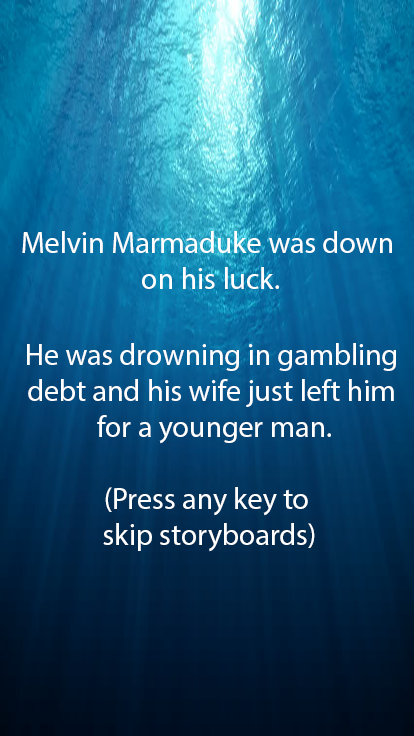 Melvin Marmaduke was down
on his luck.
He was drowning in gambling
debt and his wife just left him
for a younger man.
(Press any key to
skip storyboards)